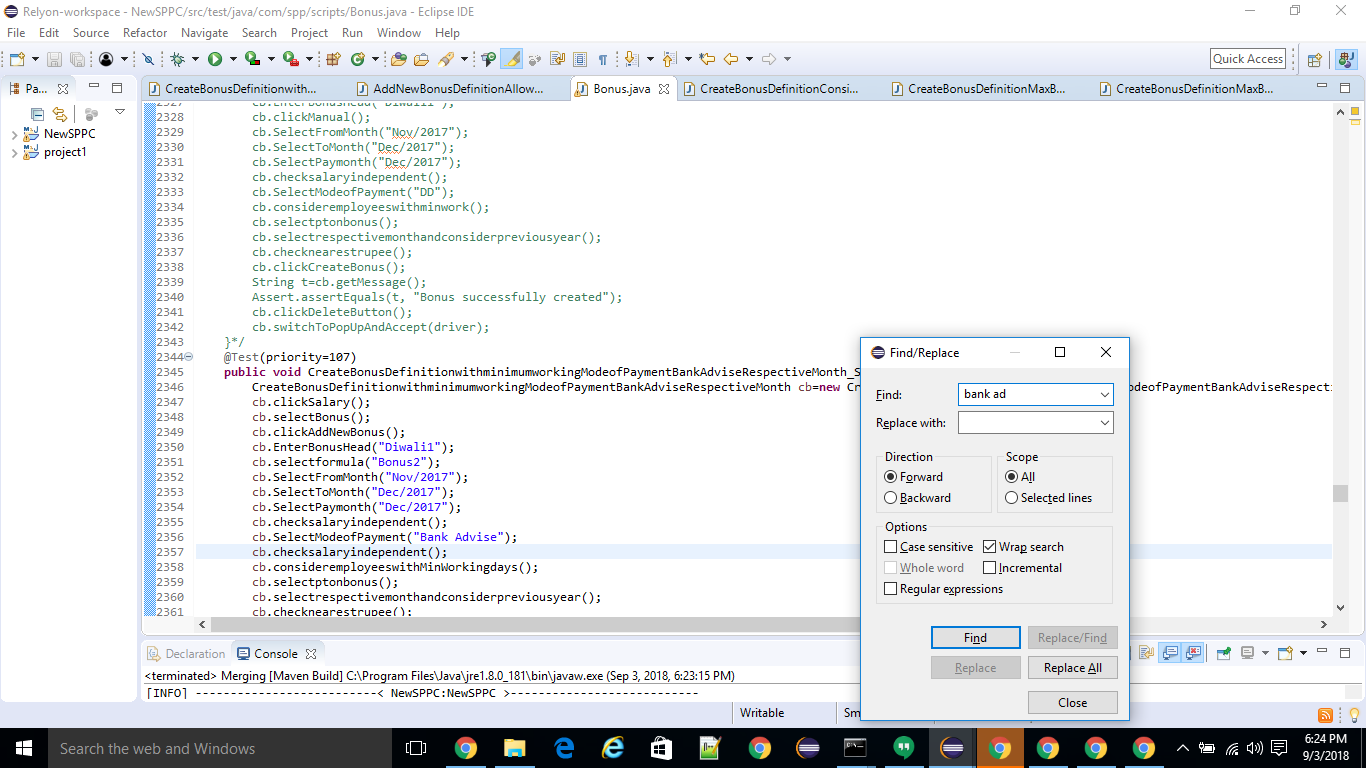 Relyon-workspace - NewSPPC/src/test/java/com/spp/scripts/Bonus.java - Eclipse IDE
File Edit Source Refactor Navigate Search Project Run Window Help
Quick Access
Pa...
CreateBonusDefinitionwith... AddNewBonusDefinitionAllow... Bonus.java CreateBonusDefinitionConsi... CreateBonusDefinitionMaxB... CreateBonusDefinitionMaxB...
NewSPPC
project1
2327 cb.EnterBonusHead("Diwali1");
2328 cb.clickManual();
2329 cb.SelectFromMonth("Nov/2017");
2330 cb.SelectToMonth("Dec/2017");
2331 cb.SelectPaymonth("Dec/2017");
2332 cb.checksalaryindependent();
2333 cb.SelectModeofPayment("DD");
2334 cb.consideremployeeswithminwork();
2335 cb.selectptonbonus();
2336 cb.selectrespectivemonthandconsiderpreviousyear();
2337 cb.checknearestrupee();
2338 cb.clickCreateBonus();
2339 String t=cb.getMessage();
2340 Assert.assertEquals(t, "Bonus successfully created");
2341 cb.clickDeleteButton();
2342 cb.switchToPopUpAndAccept(driver);
2343 }*/
2344 @Test(priority=107)
2345 public void CreateBonusDefinitionwithminimumworkingModeofPaymentBankAdviseRespectiveMonth_S
2346 CreateBonusDefinitionwithminimumworkingModeofPaymentBankAdviseRespectiveMonth cb=new Cr
odeofPaymentBankAdviseRespecti
2347 cb.clickSalary();
2348 cb.selectBonus();
2349 cb.clickAddNewBonus();
2350 cb.EnterBonusHead("Diwali1");
2351 cb.selectformula("Bonus2");
2352 cb.SelectFromMonth("Nov/2017");
2353 cb.SelectToMonth("Dec/2017");
2354 cb.SelectPaymonth("Dec/2017");
2355 cb.checksalaryindependent();
2356 cb.SelectModeofPayment("Bank Advise");
2357 cb.checksalaryindependent();
2358 cb.consideremployeeswithMinWorkingdays();
2359 cb.selectptonbonus();
2360 cb.selectrespectivemonthandconsiderpreviousyear();
2361 cb.checknearestrupee();
Find/Replace
Find: bank ad
Replace with:
Direction Scope
Forward All
Backward Selected lines
Options
Case sensitive Wrap search
Whole word Incremental
Regular expressions
Find Replace/Find
Replace Replace All
Close
Declaration Console
<terminated> Merging [Maven Build] C:\Program Files\Java\jre1.8.0_181\bin\javaw.exe (Sep 3, 2018, 6:23:15 PM)
[INFO] ------------------------< NewSPPC:NewSPPC >-------------------------
Writable Sm
Search the web and Windows
6:24 PM
9/3/2018